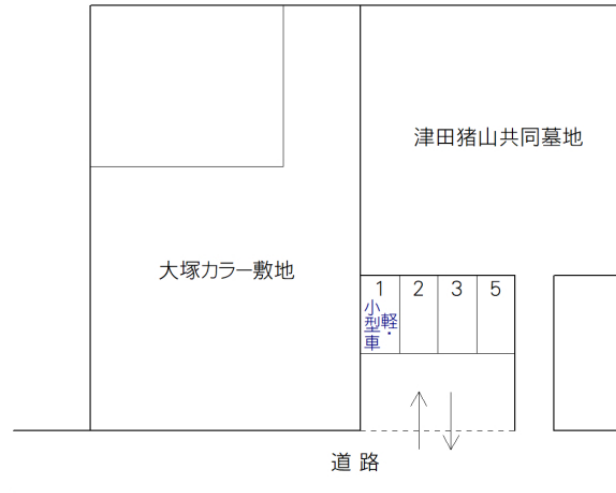 津田猪山共同墓地
大塚カラー敷地
1 2 3 5
軽・
小型車
道路